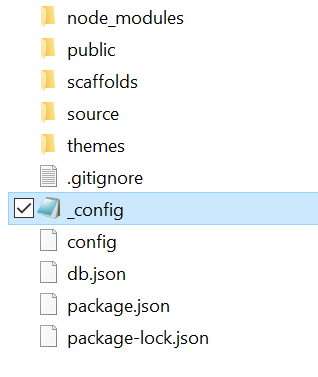 node_modules
public
scaffolds
source
themes
.gitignore
_config
config
db.json
package.json
package-lock.json